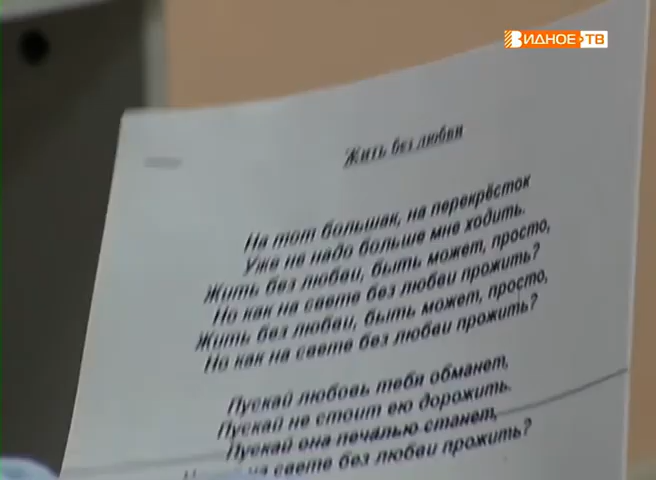 ВИДНОЕ-ТВ
Жить без любви
На тот большак, на перекрёсток
Уже не надо больше мне ходить.
Жить без любви, быть может, просто,
Но как на свете без любви прожить?
Жить без любви, быть может, просто,
Но как на свете без любви прожить?
Пускай любовь тебя обманет,
Пускай не стоит ею дорожить.
Пускай она печалью станет,
на свете без любви прожить?